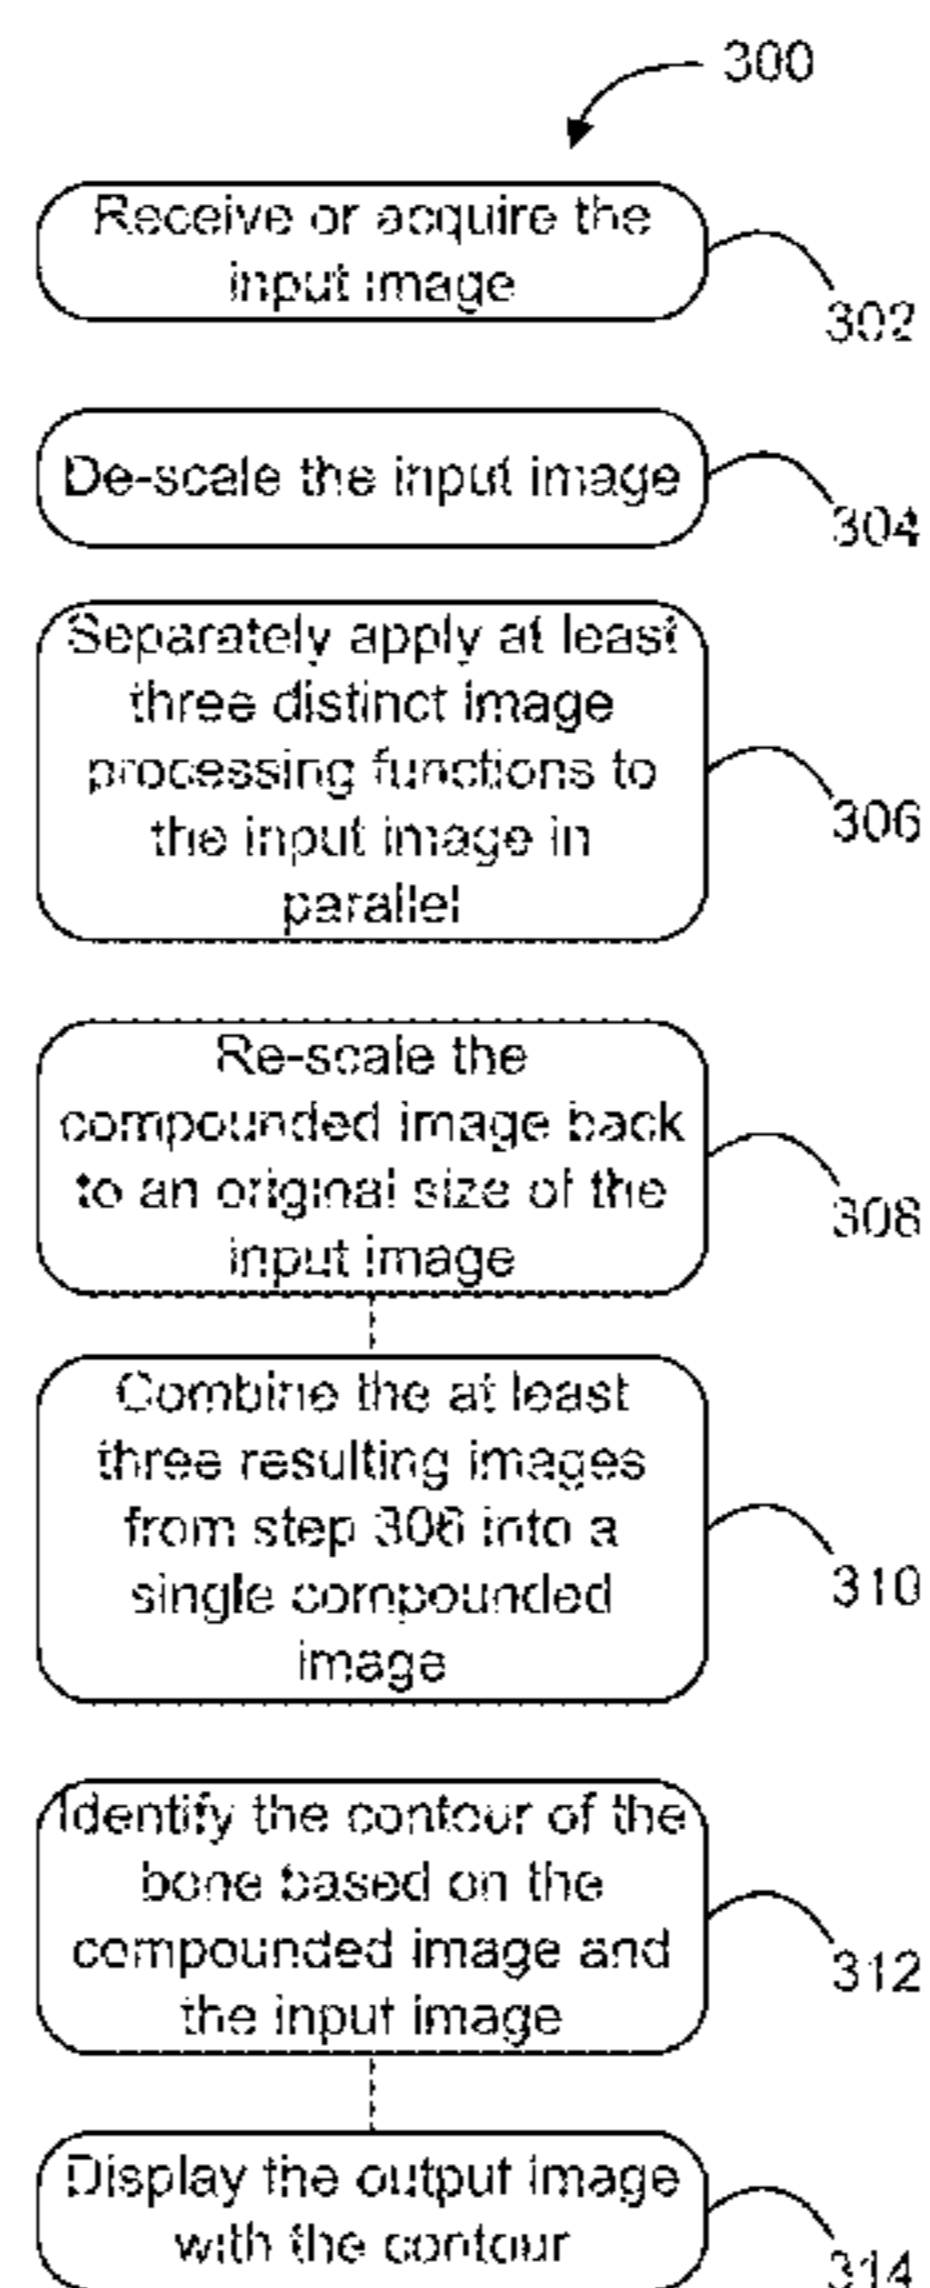 300
Receive or acquire the
input image
302
De-scale the input image
304
Separately apply at least
three distinct image
processing functions to
the input image in
parallel
306
Re-scale the
compounded image back
to an original size of the
input image
308
Combine the at least
three resulting images
from step 306 into a
single compounded
image
310
Identify the contour of the
bone based on the
compounded image and
the input image
312
Display the output image
with the contour
314